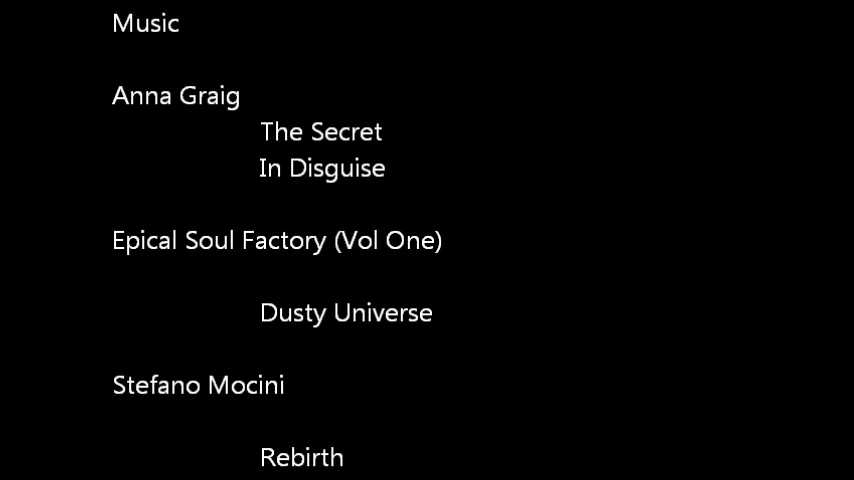 Music
Anna Graig
The Secret
In Disguise
Epical Soul Factory (Vol One)
Dusty Universe
Stefano Mocini
Rebirth